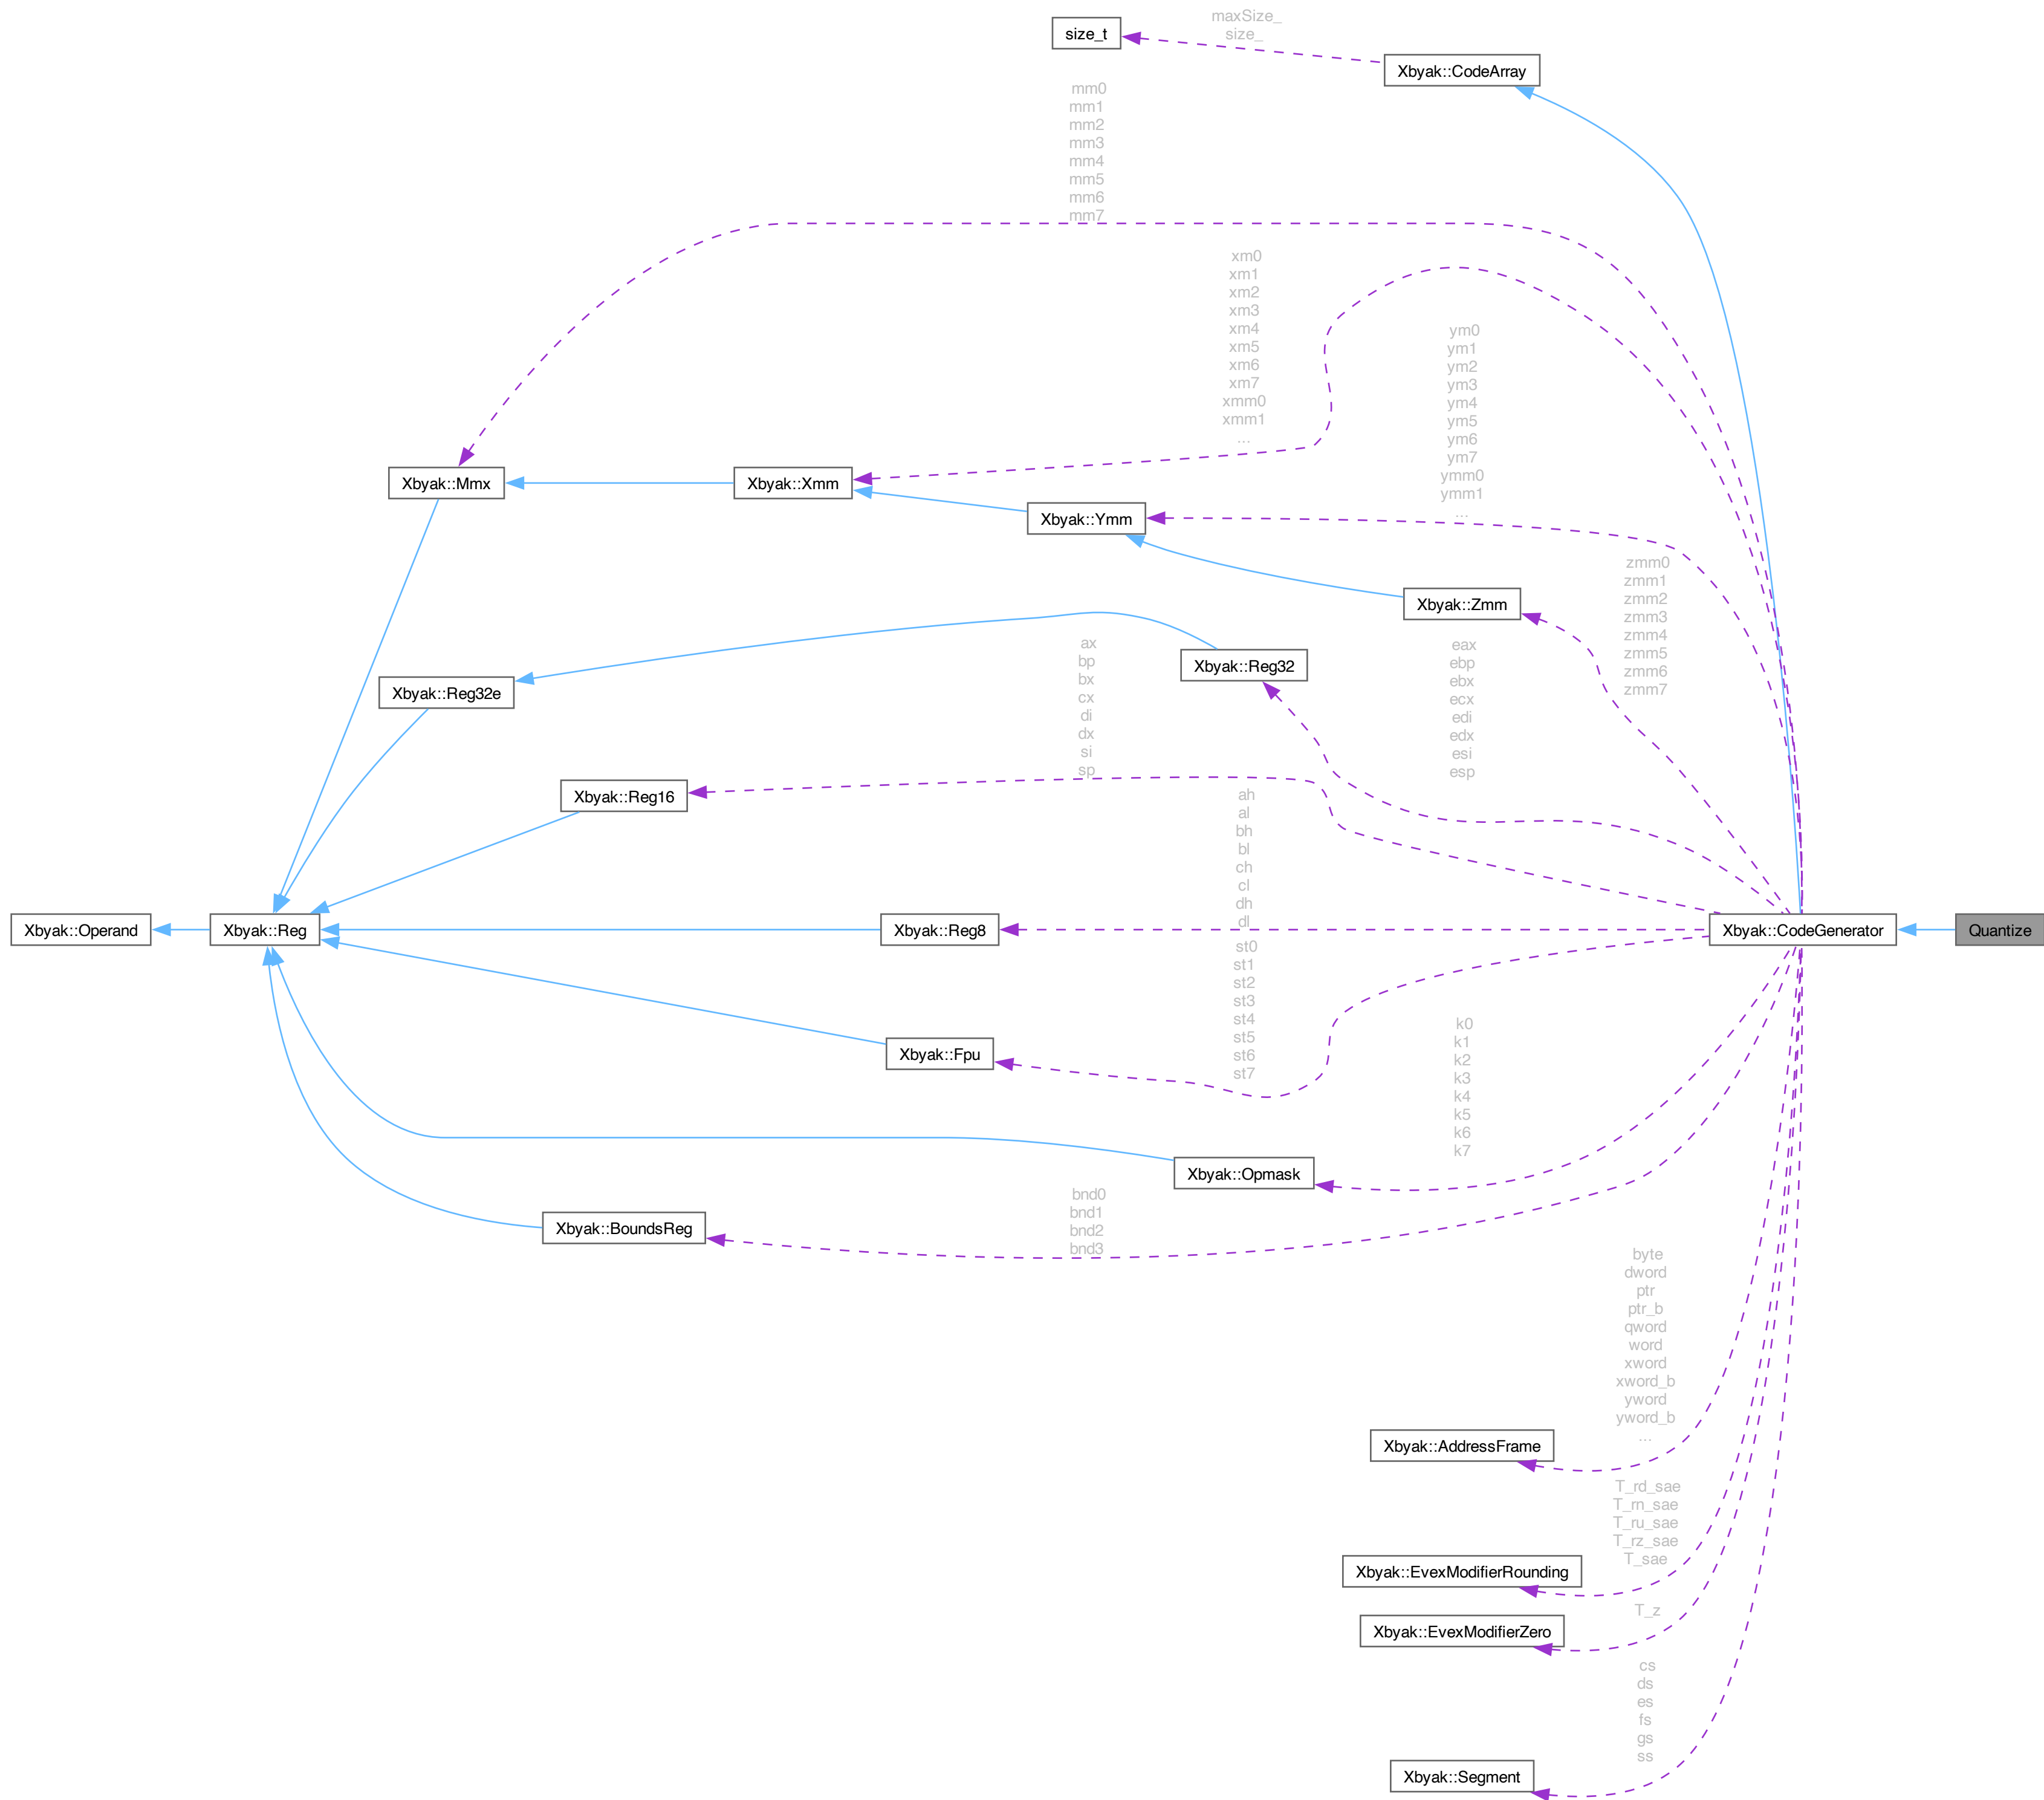 maxSize_
size_
size_t
Xbyak::CodeArray
mm0
mm1
mm2
mm3
mm4
mm5
mm6
mm7
xm0
xm1
xm2
xm3
xm4
xm5
xm6
xm7
xmm0
xmm1
...
ym0
ym1
ym2
ym3
ym4
ym5
ym6
ym7
ymm0
ymm1
...
Xbyak::Mmx
Xbyak::Xmm
Xbyak::Ymm
zmm0
zmm1
zmm2
zmm3
zmm4
zmm5
zmm6
zmm7
Xbyak::Zmm
eax
ebp
ebx
ecx
edi
edx
esi
esp
Xbyak::Reg32
ax
bp
bx
cx
di
dx
si
sp
Xbyak::Reg32e
Xbyak::Reg16
ah
al
bh
bl
ch
cl
dh
dl
Xbyak::Operand
Xbyak::Reg
Xbyak::Reg8
Xbyak::CodeGenerator
Quantize
st0
st1
st2
st3
st4
st5
st6
st7
Xbyak::Fpu
k0
k1
k2
k3
k4
k5
k6
k7
Xbyak::Opmask
bnd0
bnd1
bnd2
bnd3
Xbyak::BoundsReg
byte
dword
ptr
ptr_b
qword
word
xword
xword_b
yword
yword_b
...
Xbyak::AddressFrame
T_rd_sae
T_rn_sae
T_ru_sae
T_rz_sae
T_sae
Xbyak::EvexModifierRounding
T_z
Xbyak::EvexModifierZero
cs
ds
es
fs
gs
ss
Xbyak::Segment